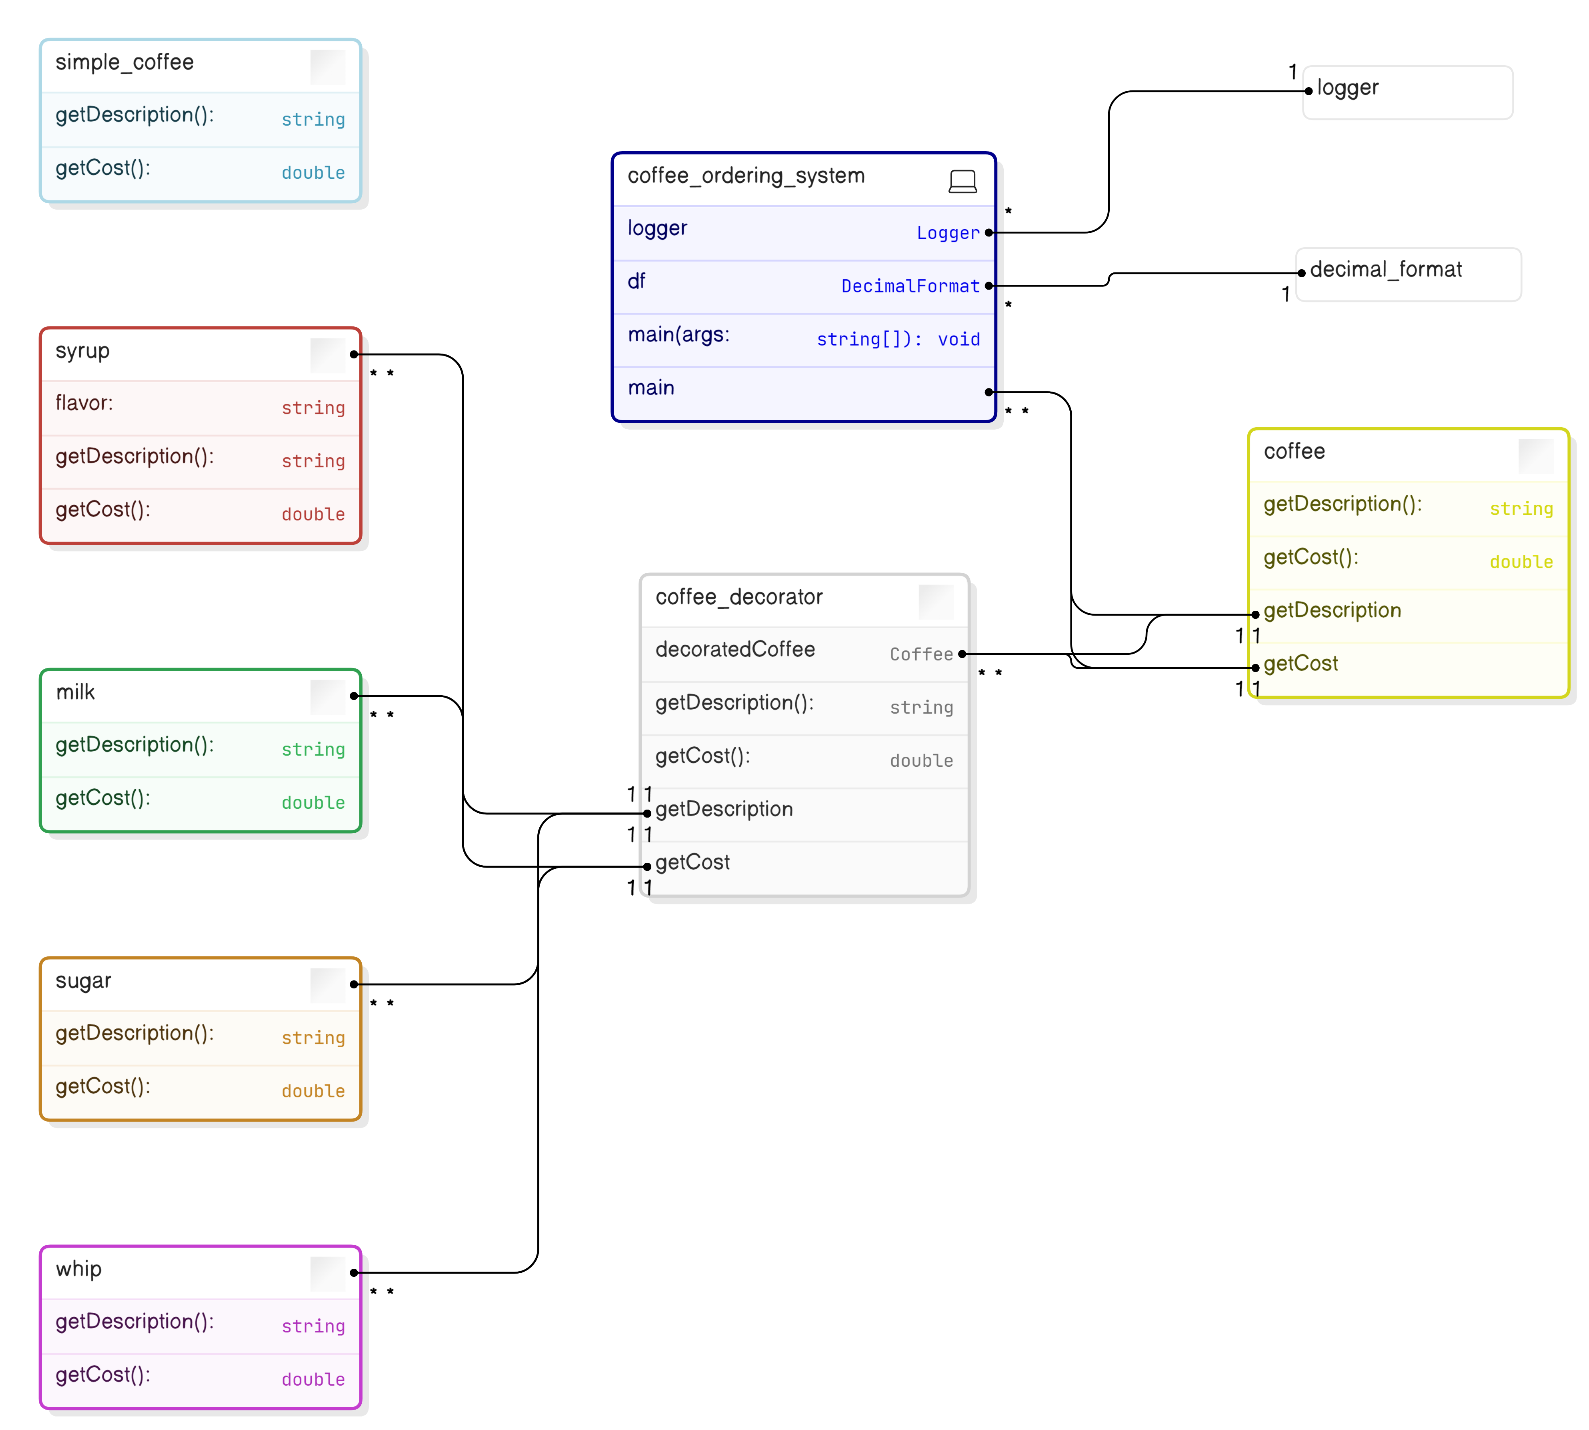 simple_coffee
getDescription(): string
getCost(): double
syrup
* *
flavor: string
getDescription(): string
getCost(): double
milk
* *
getDescription(): string
getCost(): double
sugar
* *
getDescription(): string
getCost(): double
whip
* *
getDescription(): string
getCost(): double
coffee_ordering_system
logger Logger
*
df DecimalFormat
*
main(args: string[]): void
main
* *
coffee_decorator
decoratedCoffee Coffee
* *
getDescription(): string
getCost(): double
1 1
getDescription
1 1
getCost
1 1
1
logger
decimal_format
1
coffee
getDescription(): string
getCost(): double
getDescription
1 1
getCost
1 1